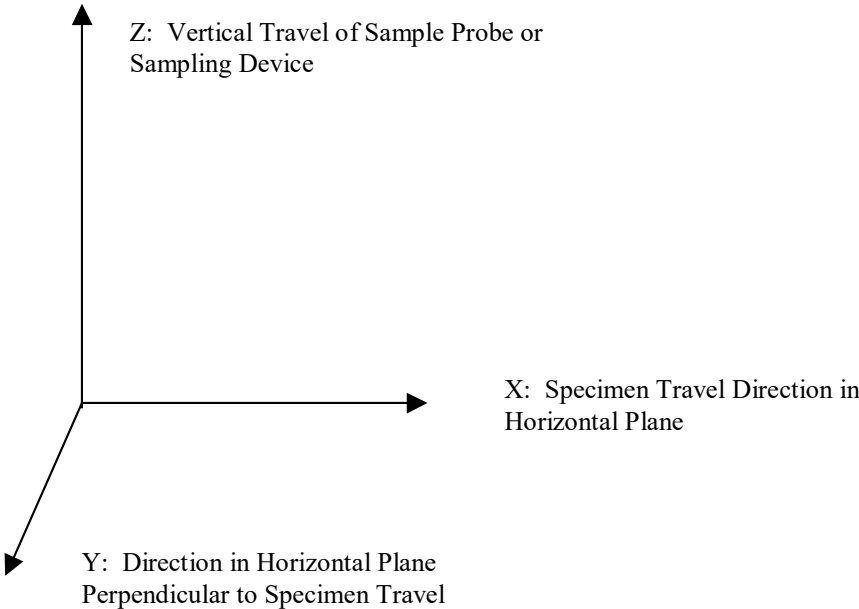 Z: Vertical Travel of Sample Probe or
Sampling Device
X: Specimen Travel Direction in
Horizontal Plane
Y: Direction in Horizontal Plane
Perpendicular to Specimen Travel